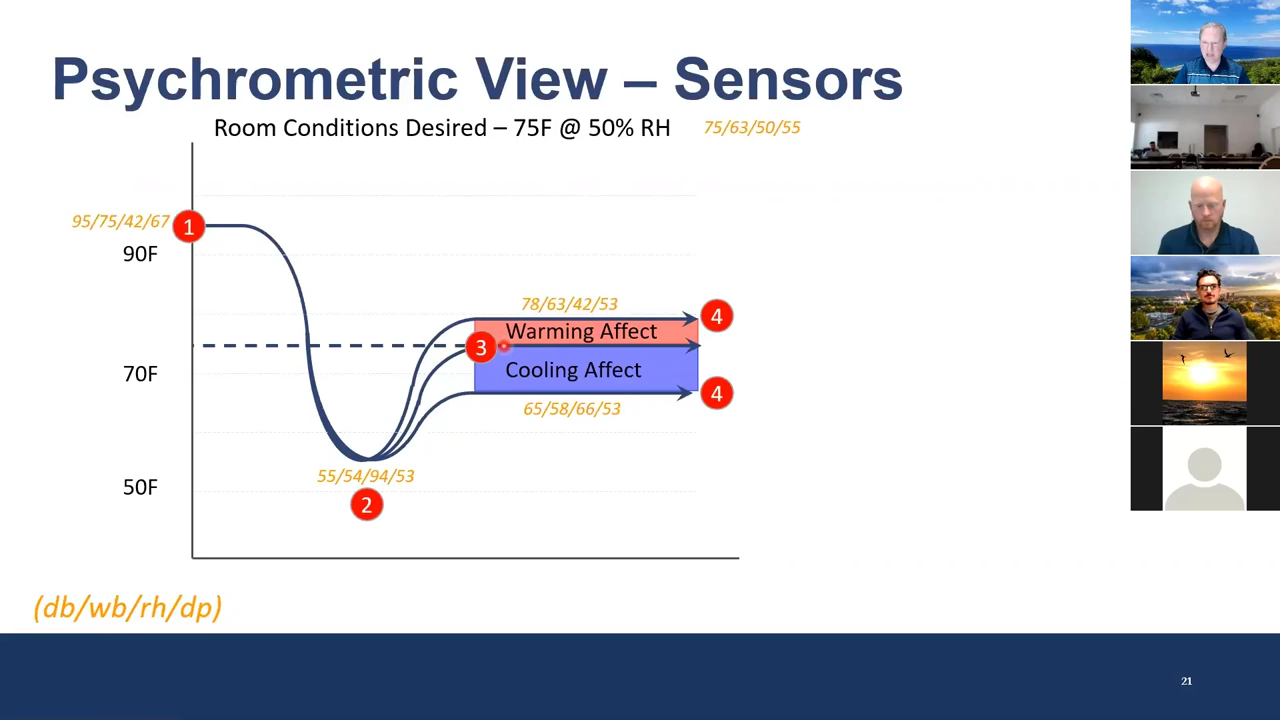 Psychrometric View – Sensors
Room Conditions Desired – 75F @ 50% RH 75/63/50/55
95/75/42/67
1
90F
78/63/42/53
4
Warming Affect
3
70F
Cooling Affect
4
65/58/66/53
55/54/94/53
50F
2
(db/wb/rh/dp)
21